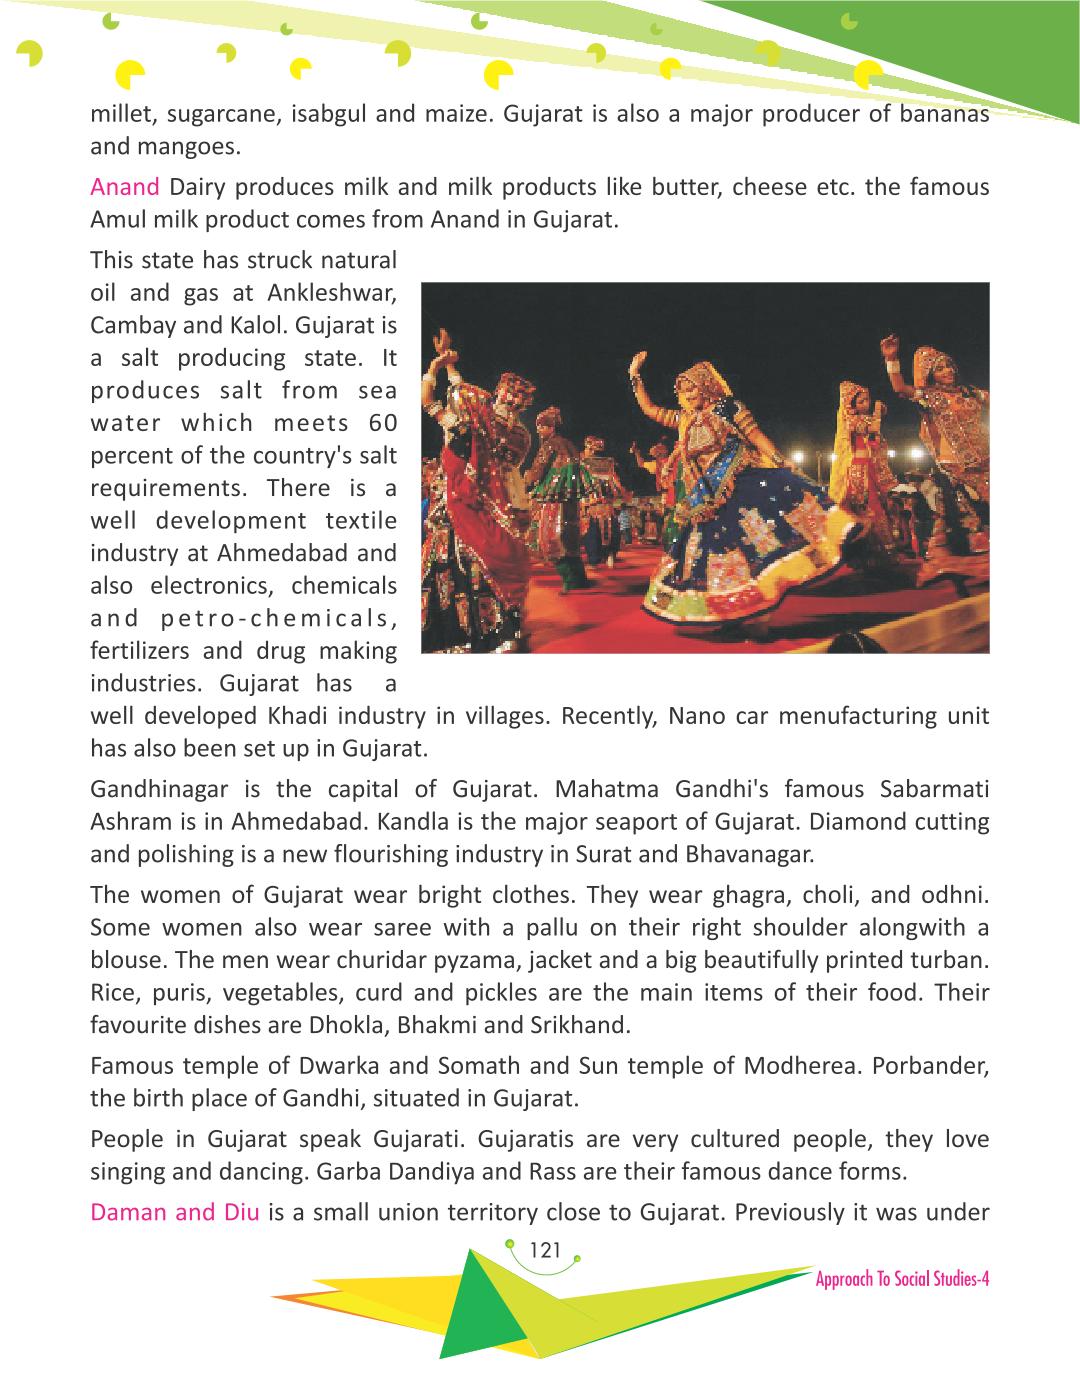 millet, sugarcane, isabgul and maize. Gujarat is also a major producer of bananas
and mangoes.
Anand Dairy produces milk and milk products like butter, cheese etc. the famous
Amul milk product comes from Anand in Gujarat.
This state has struck natural
oil and gas at Ankleshwar,
Cambay and Kalol. Gujarat is
a salt producing state. It
produces salt from sea
water which meets 60
percent of the country's salt
requirements. There is a
well development textile
industry at Ahmedabad and
also electronics, chemicals
and petro-chemicals,
fertilizers and drug making
industries. Gujarat has a
well developed Khadi industry in villages. Recently, Nano car menufacturing unit
has also been set up in Gujarat.
Gandhinagar is the capital of Gujarat. Mahatma Gandhi's famous Sabarmati
Ashram is in Ahmedabad. Kandla is the major seaport of Gujarat. Diamond cutting
and polishing is a new flourishing industry in Surat and Bhavanagar.
The women of Gujarat wear bright clothes. They wear ghagra, choli, and odhni.
Some women also wear saree with a pallu on their right shoulder alongwith a
blouse. The men wear churidar pyzama, jacket and a big beautifully printed turban.
Rice, puris, vegetables, curd and pickles are the main items of their food. Their
favourite dishes are Dhokla, Bhakmi and Srikhand.
Famous temple of Dwarka and Somath and Sun temple of Modherea. Porbander,
the birth place of Gandhi, situated in Gujarat.
People in Gujarat speak Gujarati. Gujaratis are very cultured people, they love
singing and dancing. Garba Dandiya and Rass are their famous dance forms.
Daman and Diu is a small union territory close to Gujarat. Previously it was under
121
Approach To Social Studies-4